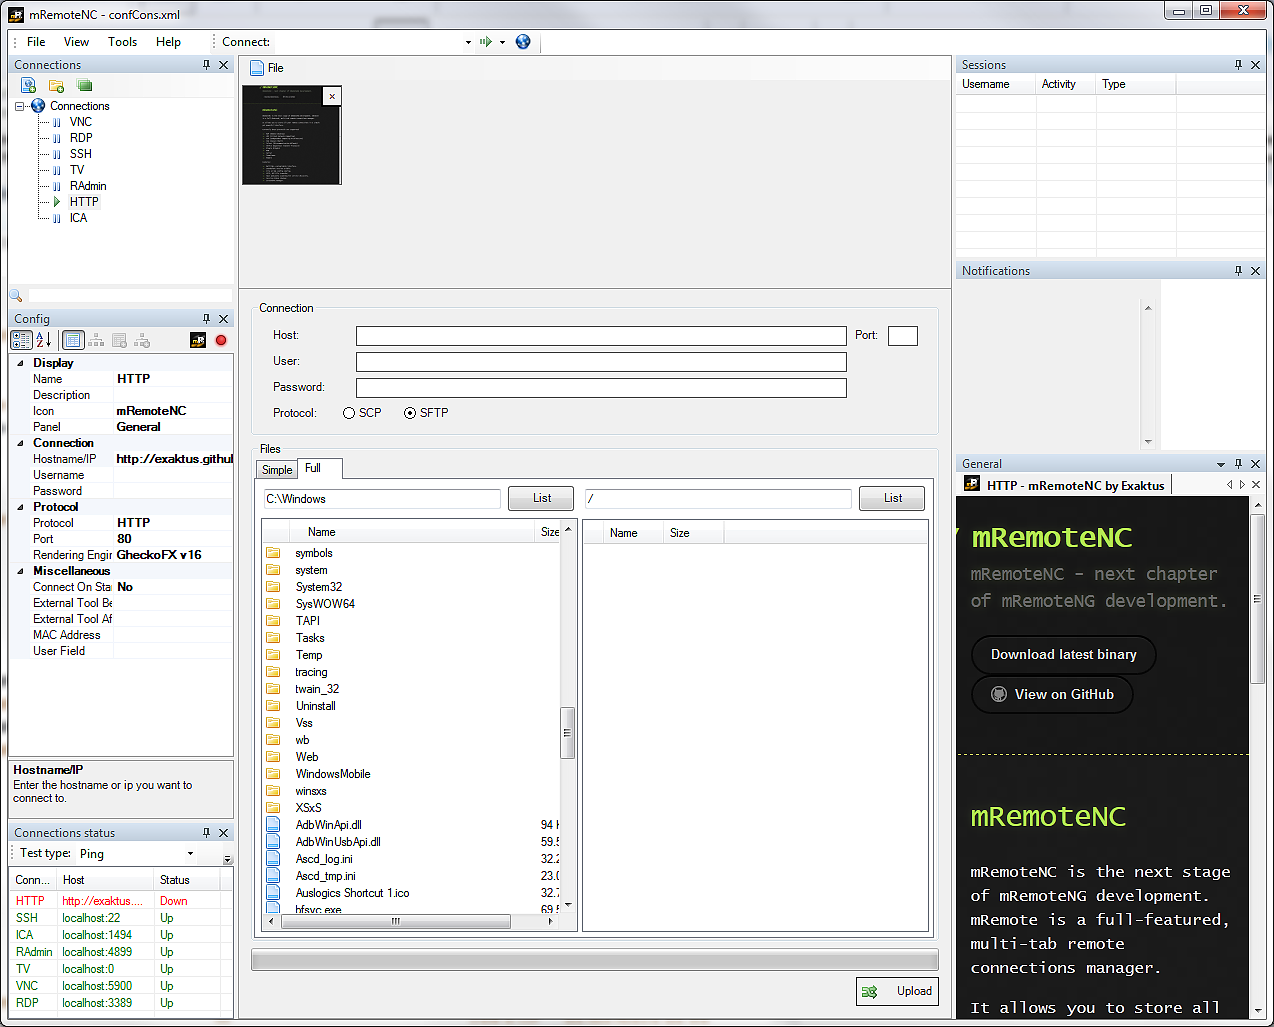 mRemoteNC - confCons.xml
File View Tools Help Connect:
Connections
Connections
VNC
RDP
SSH
TV
RAdmin
HTTP
ICA
Config
Display
Name HTTP
Description
Icon mRemoteNC
Panel General
Connection
Hostname/IP http://exaktus.githul
Username
Password
Protocol
Protocol HTTP
Port 80
Rendering Engir GheckoFX v16
Miscellaneous
Connect On Sta No
External Tool Be
External Tool Af
MAC Address
User Field
Hostname/IP
Enter the hostname or ip you want to
connect to.
Connections status
Test type: Ping
Conn... Host Status
HTTP http://exaktus.... Down
SSH localhost:22 Up
ICA localhost:1494 Up
RAdmin localhost:4899 Up
TV localhost:0 Up
VNC localhost:5900 Up
RDP localhost:3389 Up
File
Connection
Host: Port:
User:
Password:
Protocol: SCP SFTP
Files
Simple Full
C:\Windows List / List
Name Size
symbols
system
System32
SysWOW64
TAPI
Tasks
Temp
tracing
twain_32
Uninstall
Vss
wb
Web
WindowsMobile
winsxs
XSxS
AdbWinApi.dll 94 K
AdbWinUsbApi.dll 59.5
Ascd_log.ini 32.2
Ascd_tmp.ini 23.0
Auslogics Shortcut 1.ico 32.7
bfsvc.exe 69.5
Name Size
Upload
Sessions
Username Activity Type
Notifications
General
HTTP - mRemoteNC by Exaktus
mRemoteNC
mRemoteNC - next chapter
of mRemoteNG development.
Download latest binary
View on GitHub
mRemoteNC
mRemoteNC is the next stage
of mRemoteNG development.
mRemote is a full-featured,
multi-tab remote
connections manager.
It allows you to store all